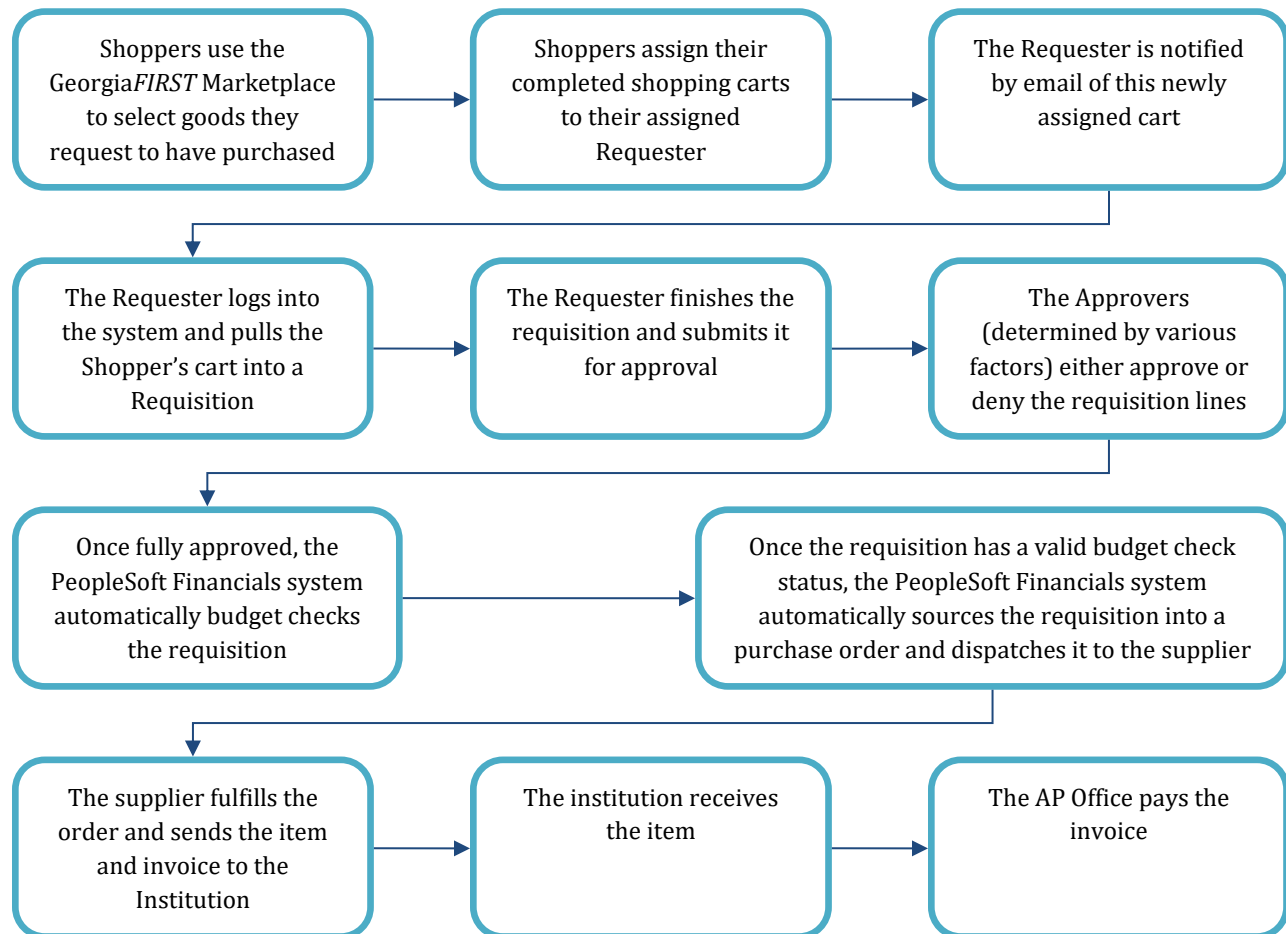 Shoppers use the
GeorgiaFIRST Marketplace
to select goods they
request to have purchased
Shoppers assign their
completed shopping carts
to their assigned
Requester
The Requester is notified
by email of this newly
assigned cart
The Requester logs into
the system and pulls the
Shopper’s cart into a
Requisition
The Requester finishes the
requisition and submits it
for approval
The Approvers
(determined by various
factors) either approve or
deny the requisition lines
Once fully approved, the
PeopleSoft Financials system
automatically budget checks
the requisition
Once the requisition has a valid budget check
status, the PeopleSoft Financials system
automatically sources the requisition into a
purchase order and dispatches it to the supplier
The supplier fulfills the
order and sends the item
and invoice to the
Institution
The institution receives
the item
The AP Office pays the
invoice